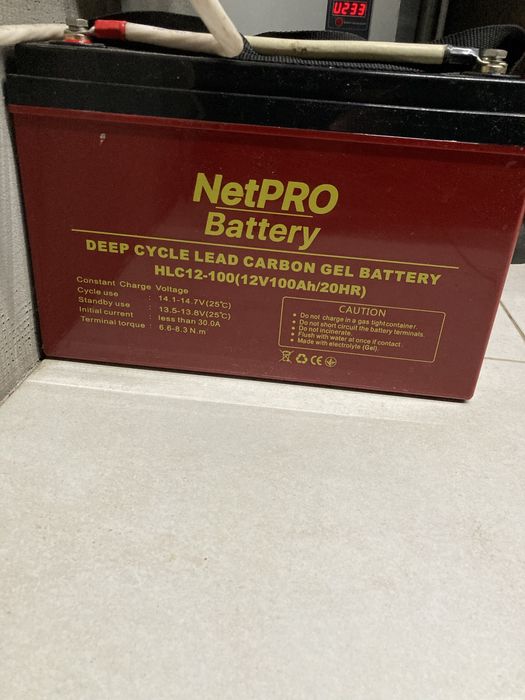 U233
NetPRO
Battery
DEEP CYCLE LEAD CARBON GEL BATTERY
HLC12-100(12V100Ah/20HR)
Constant Charge Voltage
Cycle use : 14.1-14.7V(25℃)
Standby use : 13.5-13.8V(25℃)
Initial current : less than 30.0A
Terminal torque : 6.6-8.3 N.m
CAUTION
● Do not charge in a gas tight container.
● Do not short circuit the battery terminals.
● Do not incinerate.
● Flush with water at once if contact.
● Made with electrolyte (Gel)
CE